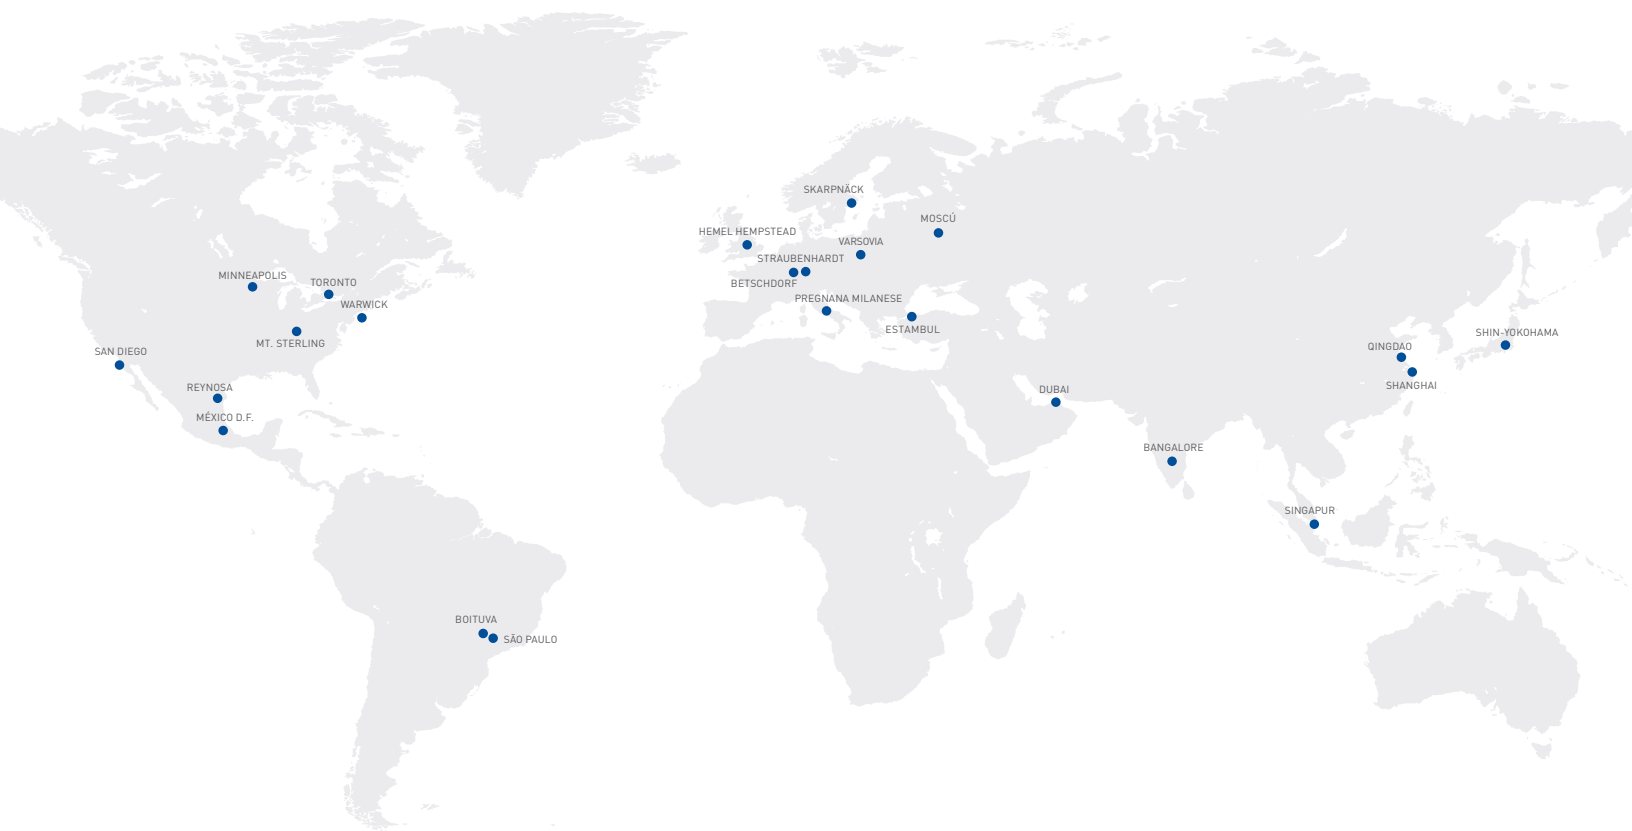 SKARPNÄCK
MOSCÚ
HEMEL HEMPSTEAD
VARSOVIA
STRAUBENHARDT
MINNEAPOLIS
TORONTO
BETSCHDORF
PREGNANA MILANESE
WARWICK
ESTAMBUL
SHIN-YOKOHAMA
MT. STERLING
QINGDAO
SAN DIEGO
SHANGHAI
REYNOSA
DUBAI
MÉXICO D.F.
BANGALORE
SINGAPUR
BOITUVA
SÃO PAULO